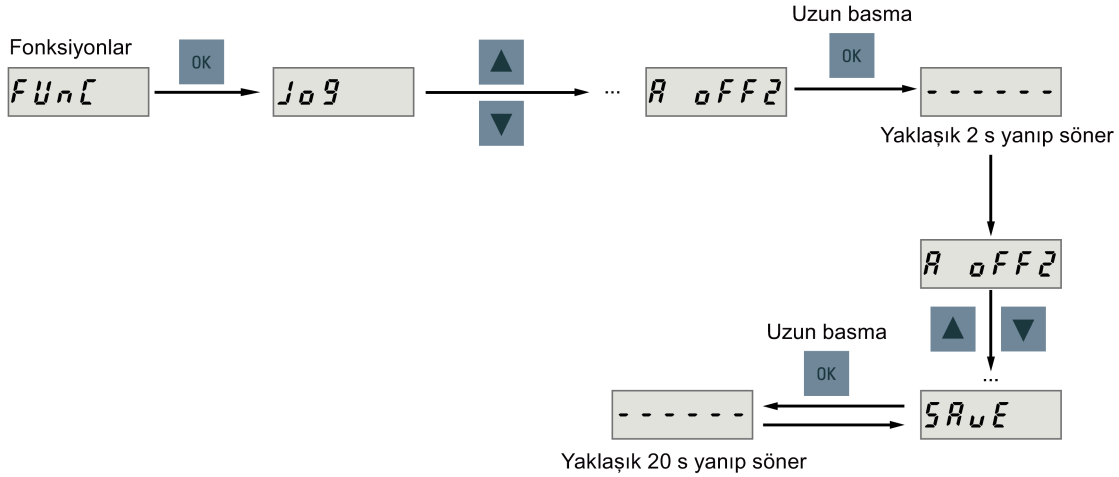 Uzun basma
Fonksiyonlar
OK
OK
FUnC
Jog
...
A oFF2
------
Yaklaşık 2 s yanıp söner
A oFF2
Uzun basma
OK
...
------
SAvE
Yaklaşık 20 s yanıp söner